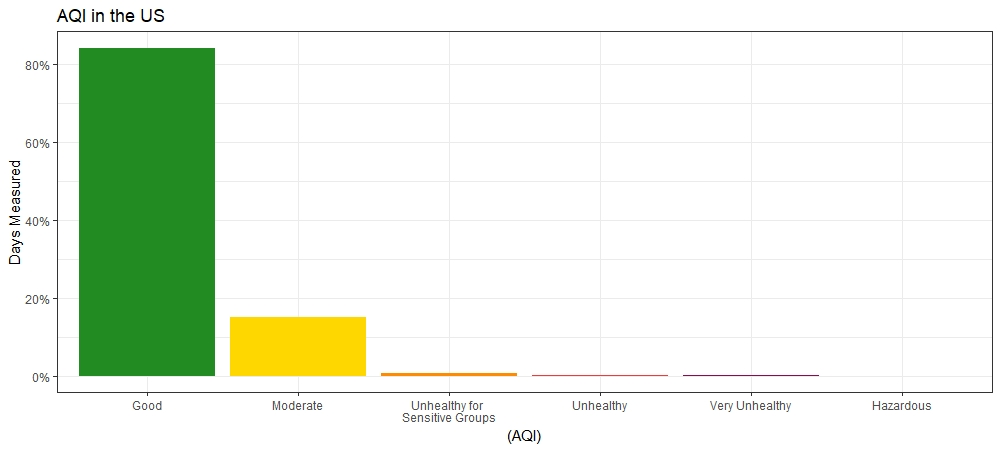 AQI in the US
80%
60%
40%
20%
0%
Days Measured
Good
Moderate
Unhealthy for
Sensitive Groups
Unhealthy
Very Unhealthy
Hazardous
(AQI)